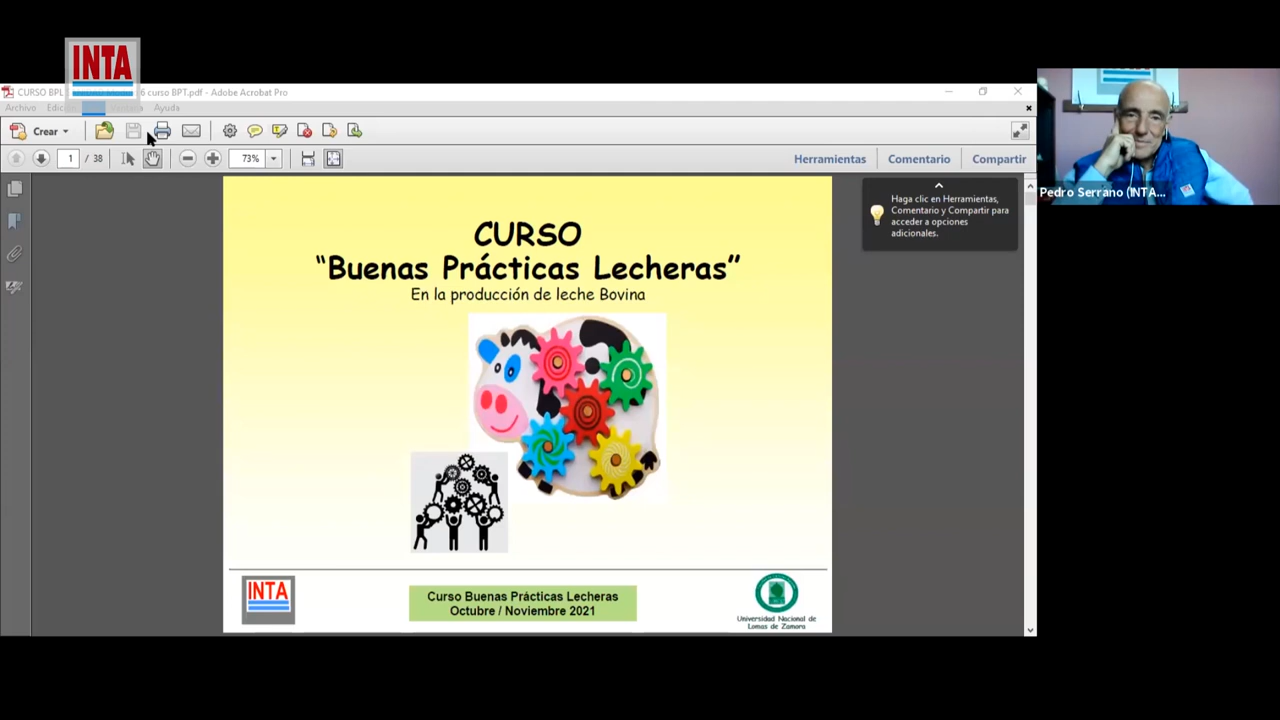 INTA
CURSO BPL
6 curso BPT.pdf - Adobe Acrobat Pro
Archivo
Ayuda
Crear
1 / 38
73%
Herramientas
Comentario
Compartir
Haga clic en Herramientas,
Comentario y Compartir para
acceder a opciones
adicionales.
Pedro Serrano (INTA...
CURSO
“Buenas Prácticas Lecheras”
En la producción de leche Bovina
INTA
Curso Buenas Prácticas Lecheras
Octubre / Noviembre 2021
Universidad Nacional de
Lomas de Zamora